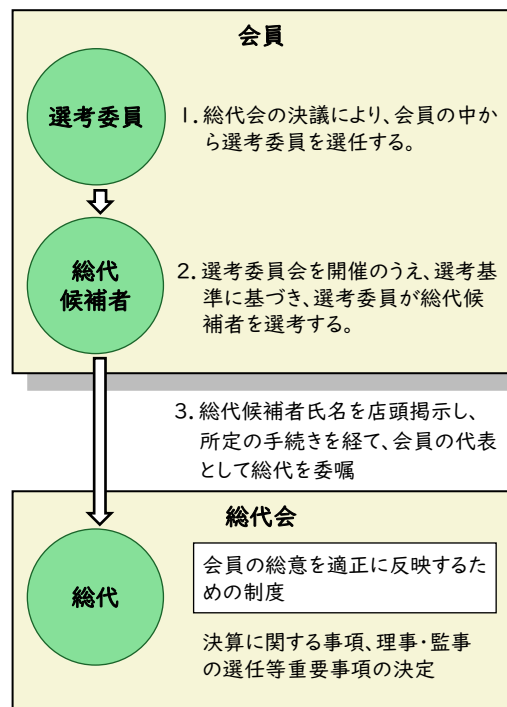 会員
選考委員
1. 総代会の決議により、会員の中か
ら選考委員を選任する。
総代
候補者
2. 選考委員会を開催のうえ、選考基
準に基づき、選考委員が総代候
補者を選考する。
3. 総代候補者氏名を店頭掲示し、
所定の手続きを経て、会員の代表
として総代を委嘱
総代会
総代
会員の総意を適正に反映するた
めの制度
決算に関する事項、理事・監事
の選任等重要事項の決定